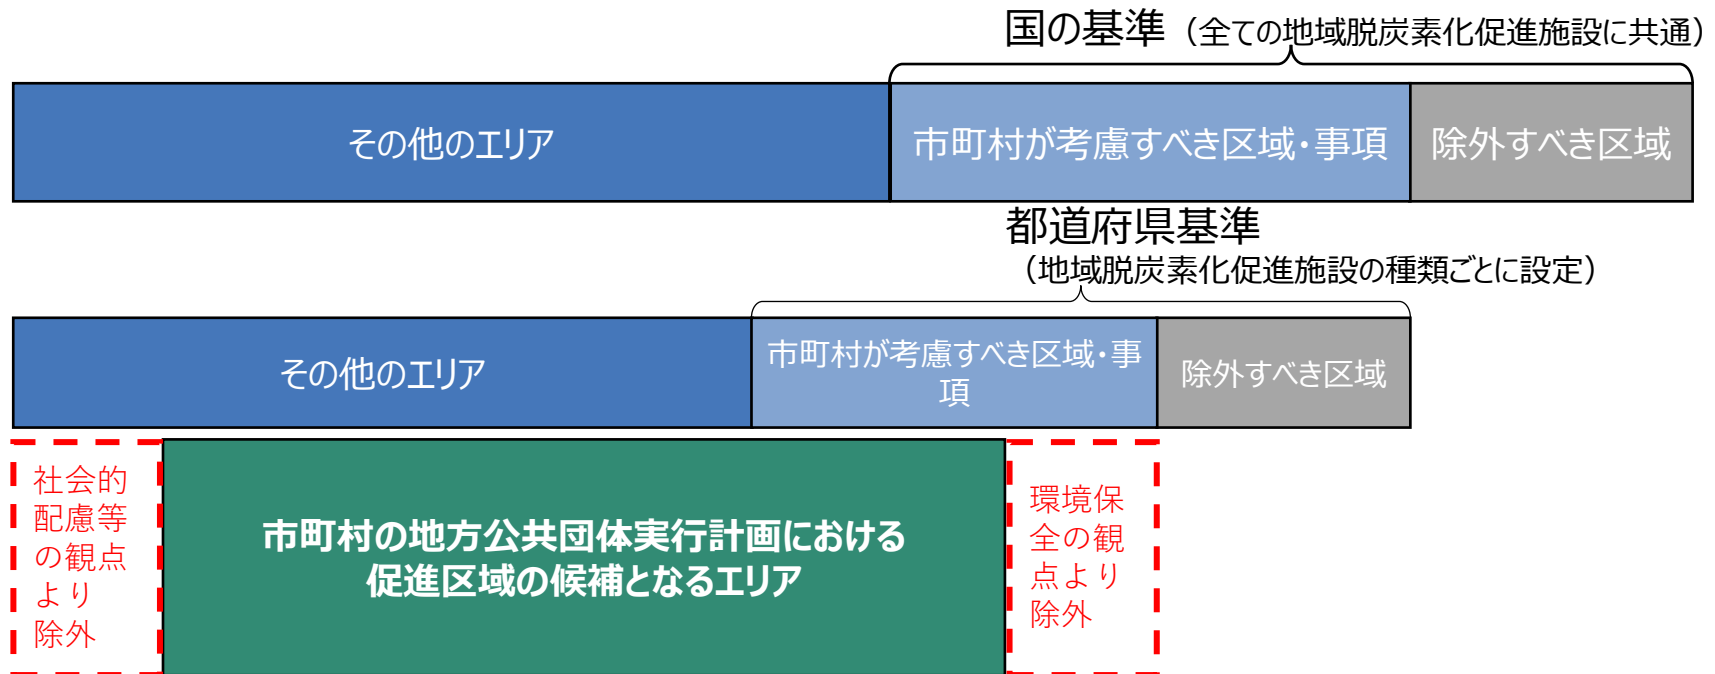 国の基準（全ての地域脱炭素化促進施設に共通）
その他のエリア
市町村が考慮すべき区域・事項
除外すべき区域
都道府県基準
（地域脱炭素化促進施設の種類ごとに設定）
その他のエリア
市町村が考慮すべき区域・事
項
除外すべき区域
社会的
配慮等
の観点
より
除外
市町村の地方公共団体実行計画における
促進区域の候補となるエリア
環境保
全の観
点より
除外